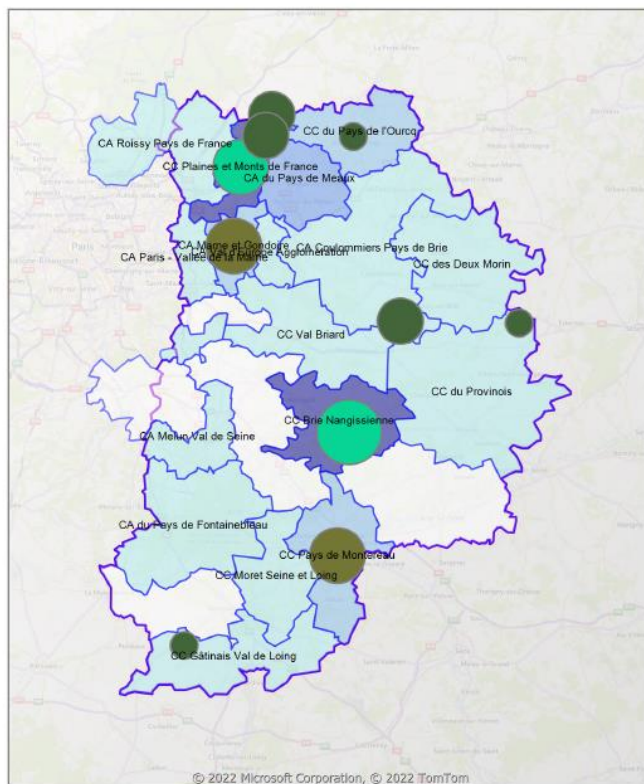 CC du Pays de l'Ourcq
CA Roissy Pays de France
CC Plaines et Monts de France
CA du Pays de Meaux
CA Marne et Gondoire
CA Coulommiers Pays de Brie
CA Val d'Europe Agglomération
CA Paris - Vallée de la Marne
CC des Deux Morin
CC Val Briard
CC du Provinois
CC Brie Nangissienne
CA Melun Val de Seine
CA du Pays de Fontainebleau
CC Pays de Montereau
CC Moret Seine et Loing
CC Gâtinais Val de Loing
© 2022 Microsoft Corporation, © 2022 TomTom